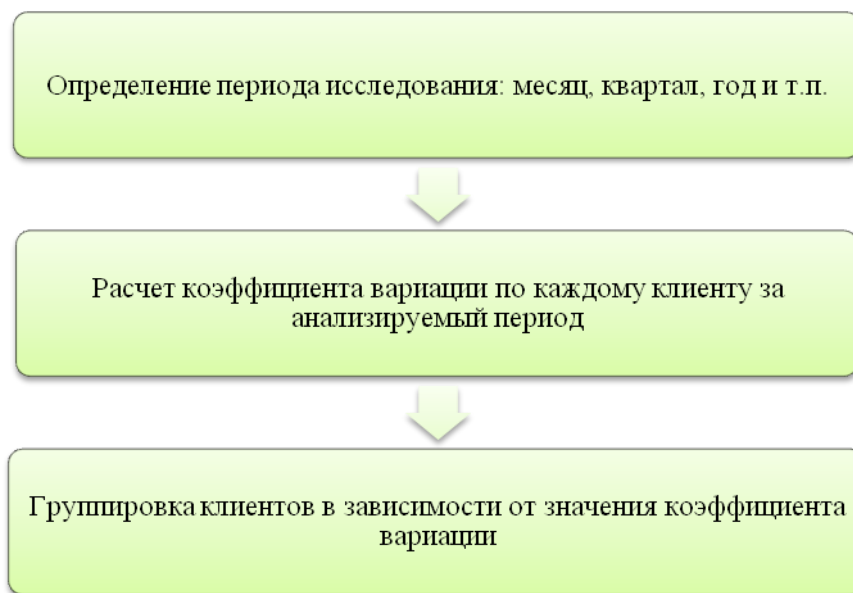 Определение периода исследования: месяц, квартал, год и т.п.
Расчет коэффициента вариации по каждому клиенту за
анализируемый период
Группировка клиентов в зависимости от значения коэффициента
вариации